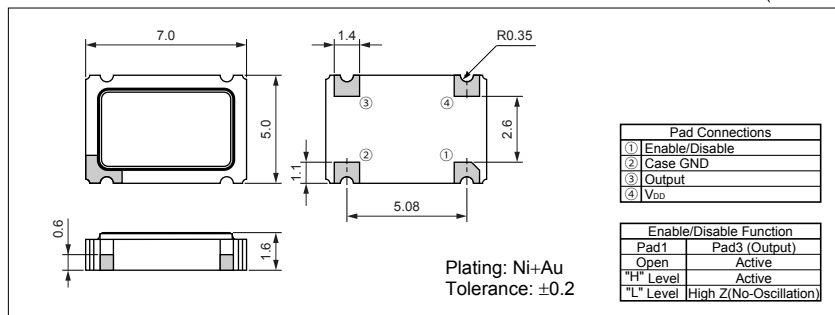 (
7.0
1.4
R0.35
③
④
5.0
2.6
②
①
1.1
5.08
0.6
1.6
Plating: Ni+Au
Tolerance: ±0.2
Pad Connections
① Enable/Disable
② Case GND
③ Output
④ VDD
Enable/Disable Function
Pad1 Pad3 (Output)
Open Active
"H" Level Active
"L" Level High Z(No-Oscillation)